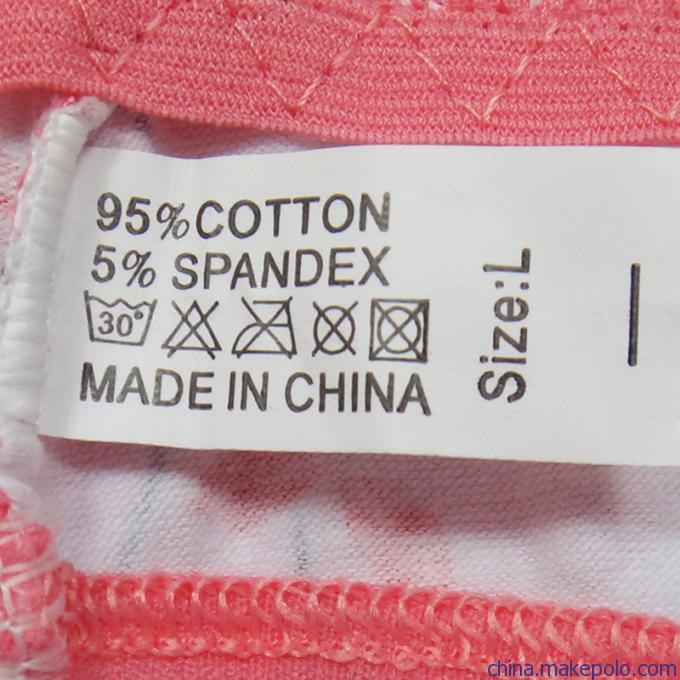 95% COTTON
5% SPANDEX
30°
MADE IN CHINA
Size:L
china.makepolo.com